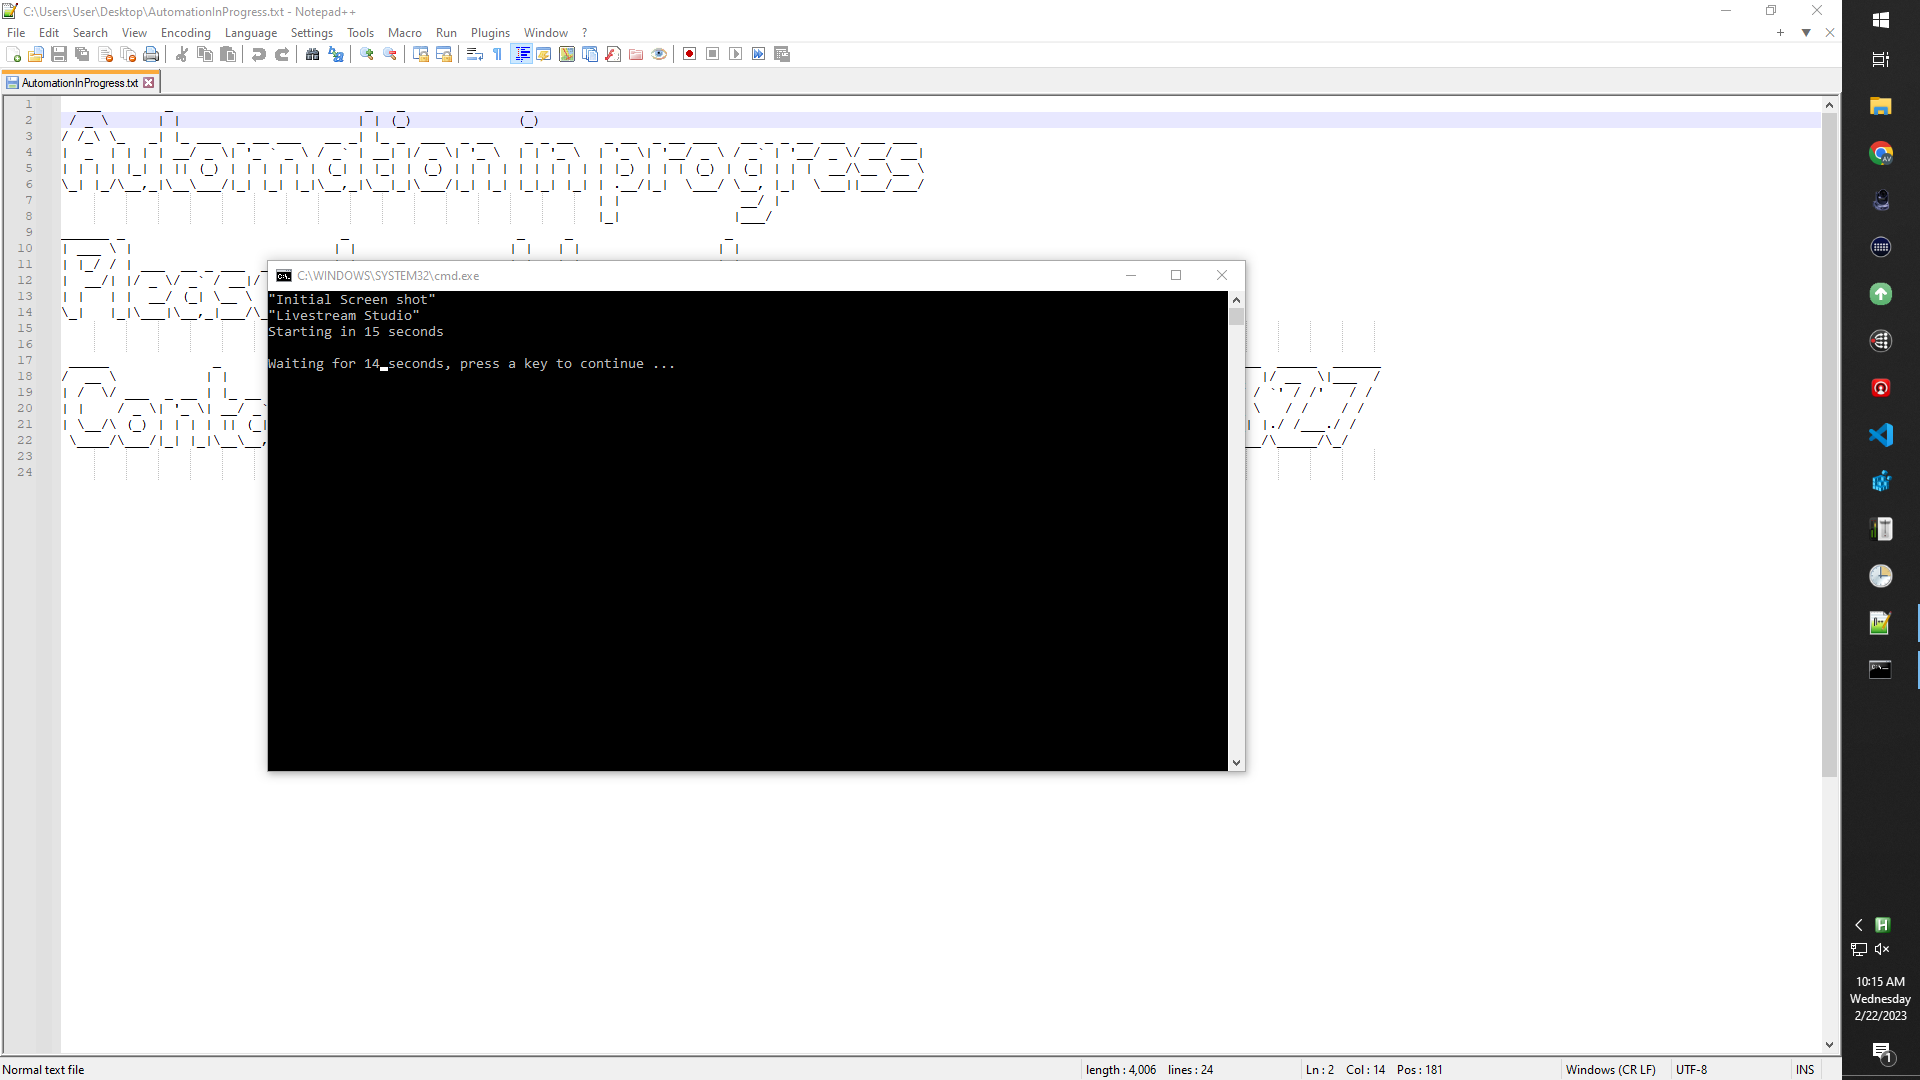 C:\Users\User\Desktop\AutomationInProgress.txt - Notepad++
File Edit Search View Encoding Language Settings Tools Macro Run Plugins Window ?
AutomationInProgress.txt
1
2
3
4
5
6
7
8
9
10
11
12
13
14
15
16
17
18
19
20
21
22
23
24
Automation in progress
C:\WINDOWS\SYSTEM32\cmd.exe
"Initial Screen shot"
"Livestream Studio"
Starting in 15 seconds
Waiting for 14 seconds, press a key to continue ...
10:15 AM
Wednesday
2/22/2023
1
Normal text file
length : 4,006 lines : 24
Ln : 2 Col : 14 Pos : 181
Windows (CR LF)
UTF-8
INS